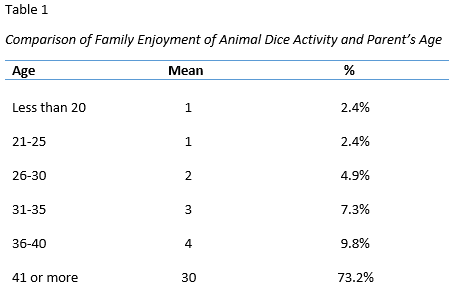 Table 1
Comparison of Family Enjoyment of Animal Dice Activity and Parent's Age
Age Mean %
Less than 20 1 2.4%
21-25 1 2.4%
26-30 2 4.9%
31-35 3 7.3%
36-40 4 9.8%
41 or more 30 73.2%